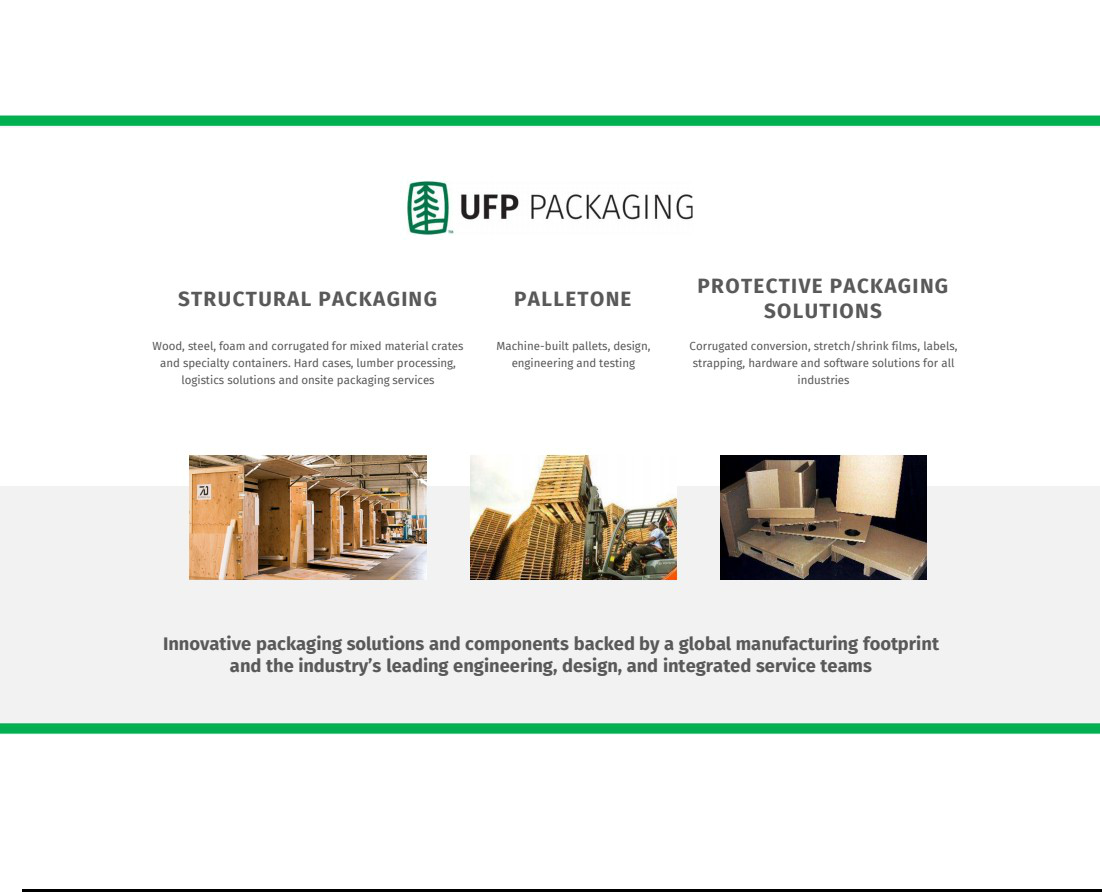 UFP PACKAGING
STRUCTURAL PACKAGING
Wood, steel, foam and corrugated for mixed material crates
and specialty containers. Hard cases, lumber processing,
logistics solutions and onsite packaging services
PALLETONE
Machine-built pallets, design,
engineering and testing
PROTECTIVE PACKAGING
SOLUTIONS
Corrugated conversion, stretch/shrink films, labels,
strapping, hardware and software solutions for all
industries
Innovative packaging solutions and components backed by a global manufacturing footprint
and the industry’s leading engineering, design, and integrated service teams